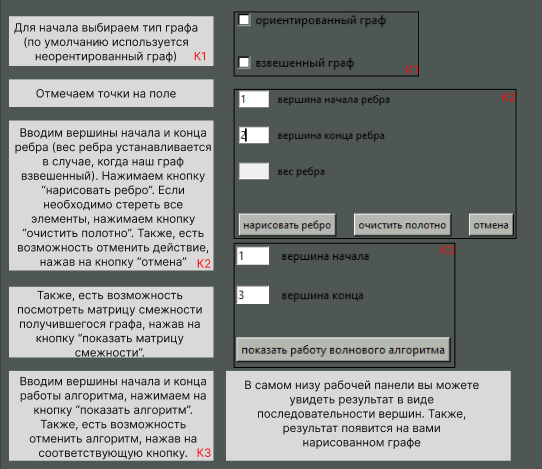 Для начала выбираем тип графа
(по умолчанию используется
неорентированный граф) K1
ориентированный граф
взвешенный граф
Отмечаем точки на поле
1 вершина начала ребра
K2
2 вершина конца ребра
вес ребра
нарисовать ребро очистить полотно отмена
Вводим вершины начала и конца
ребра (вес ребра устанавливается
в случае, когда наш граф
взвешенный). Нажимаем кнопку
“нарисовать ребро”. Если
необходимо стереть все
элементы, нажимаем кнопку
“очистить полотно”. Также, есть
возможность отменить действие,
нажав на кнопку “отмена” K2
1 вершина начала
K3
3 вершина конца
показать работу волнового алгоритма
Также, есть возможность
посмотреть матрицу смежности
получившегося графа, нажав на
кнопку “показать матрицу
смежности”.
Вводим вершины начала и конца
работы алгоритма, нажимаем на
кнопку “показать алгоритм”.
Также, есть возможность
отменить алгоритм, нажав на
соответствующую кнопку. K3
В самом низу рабочей панели вы можете
увидеть результат в виде
последовательности вершин. Также,
результат появится на вами
нарисованном графе